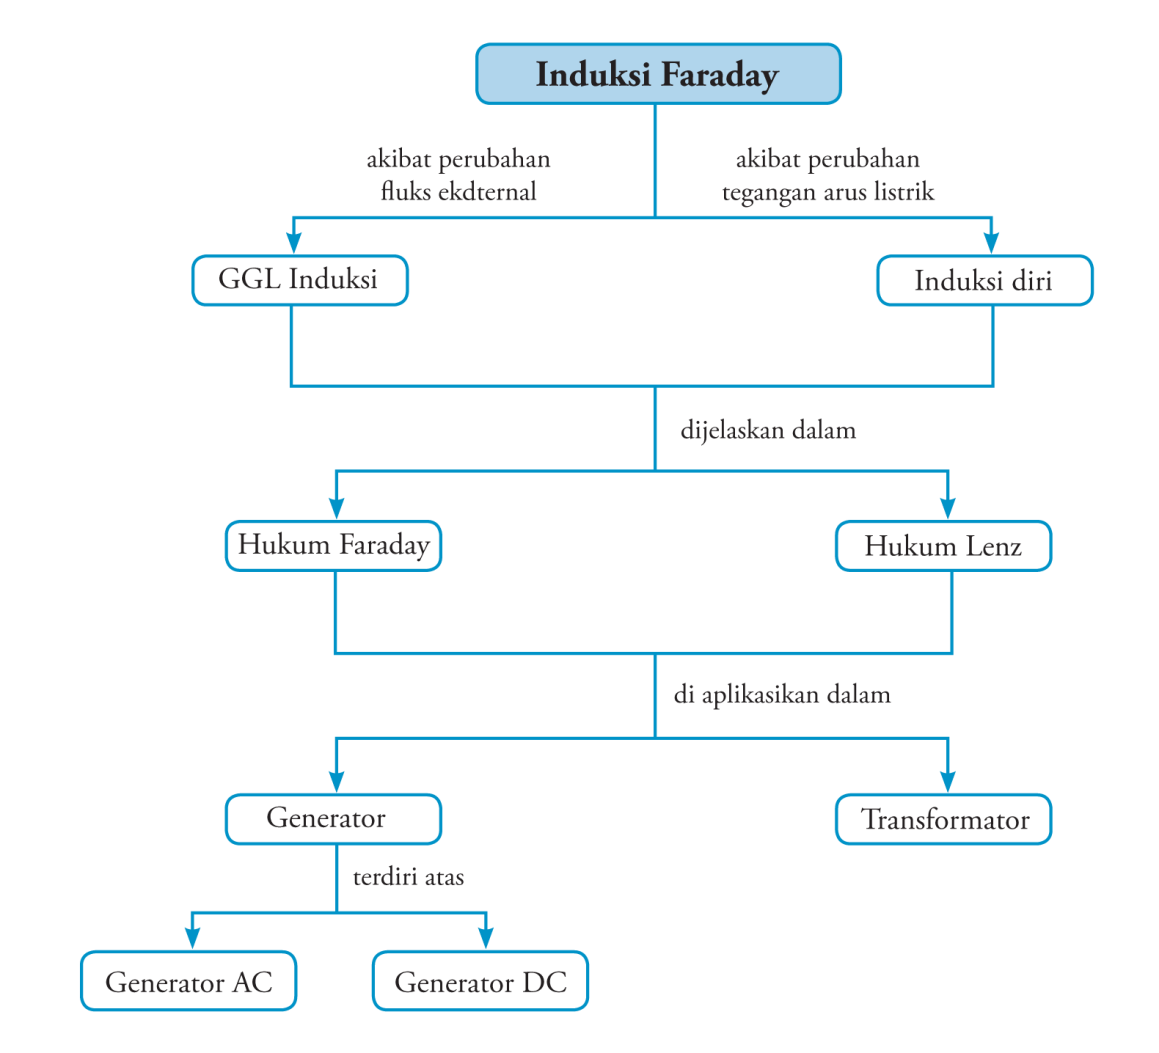 Induksi Faraday
akibat perubahan
fluks ekdternal
akibat perubahan
tegangan arus listrik
GGL Induksi
Induksi diri
dijelaskan dalam
Hukum Faraday
Hukum Lenz
di aplikasikan dalam
Generator
Transformator
terdiri atas
Generator AC
Generator DC